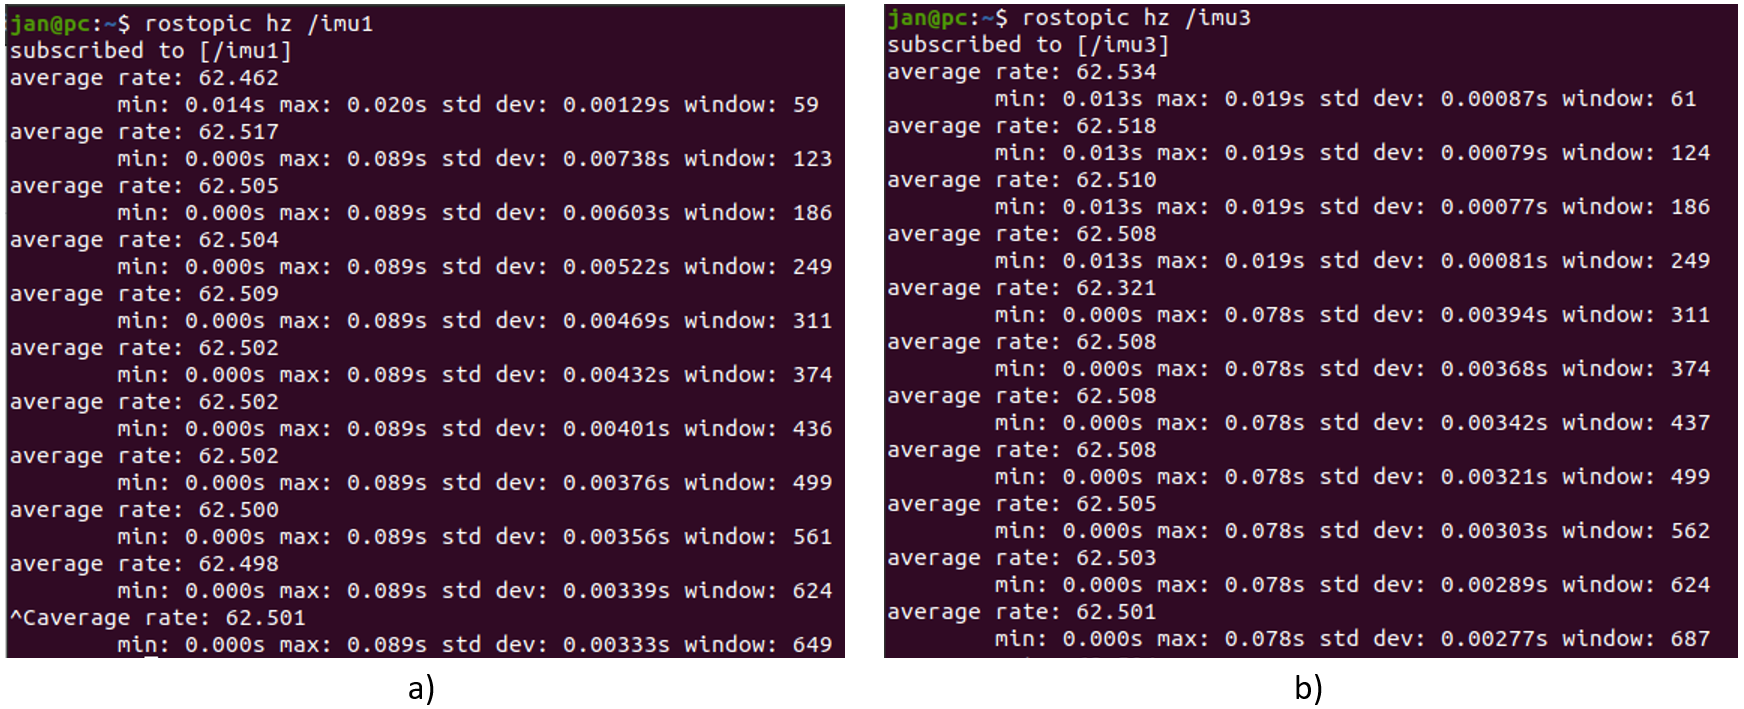 jan@pc:~$ rostopic hz /imu1
subscribed to [/imu1]
average rate: 62.462
min: 0.014s max: 0.020s std dev: 0.00129s window: 59
average rate: 62.517
min: 0.000s max: 0.089s std dev: 0.00738s window: 123
average rate: 62.505
min: 0.000s max: 0.089s std dev: 0.00603s window: 186
average rate: 62.504
min: 0.000s max: 0.089s std dev: 0.00522s window: 249
average rate: 62.509
min: 0.000s max: 0.089s std dev: 0.00469s window: 311
average rate: 62.502
min: 0.000s max: 0.089s std dev: 0.00432s window: 374
average rate: 62.502
min: 0.000s max: 0.089s std dev: 0.00401s window: 436
average rate: 62.502
min: 0.000s max: 0.089s std dev: 0.00376s window: 499
average rate: 62.500
min: 0.000s max: 0.089s std dev: 0.00356s window: 561
average rate: 62.498
min: 0.000s max: 0.089s std dev: 0.00339s window: 624
^Caverage rate: 62.501
min: 0.000s max: 0.089s std dev: 0.00333s window: 649
a)
jan@pc:~$ rostopic hz /imu3
subscribed to [/imu3]
average rate: 62.534
min: 0.013s max: 0.019s std dev: 0.00087s window: 61
average rate: 62.518
min: 0.013s max: 0.019s std dev: 0.00079s window: 124
average rate: 62.510
min: 0.013s max: 0.019s std dev: 0.00077s window: 186
average rate: 62.508
min: 0.013s max: 0.019s std dev: 0.00081s window: 249
average rate: 62.321
min: 0.000s max: 0.078s std dev: 0.00394s window: 311
average rate: 62.508
min: 0.000s max: 0.078s std dev: 0.00368s window: 374
average rate: 62.508
min: 0.000s max: 0.078s std dev: 0.00342s window: 437
average rate: 62.508
min: 0.000s max: 0.078s std dev: 0.00321s window: 499
average rate: 62.505
min: 0.000s max: 0.078s std dev: 0.00303s window: 562
average rate: 62.503
min: 0.000s max: 0.078s std dev: 0.00289s window: 624
average rate: 62.501
min: 0.000s max: 0.078s std dev: 0.00277s window: 687
b)